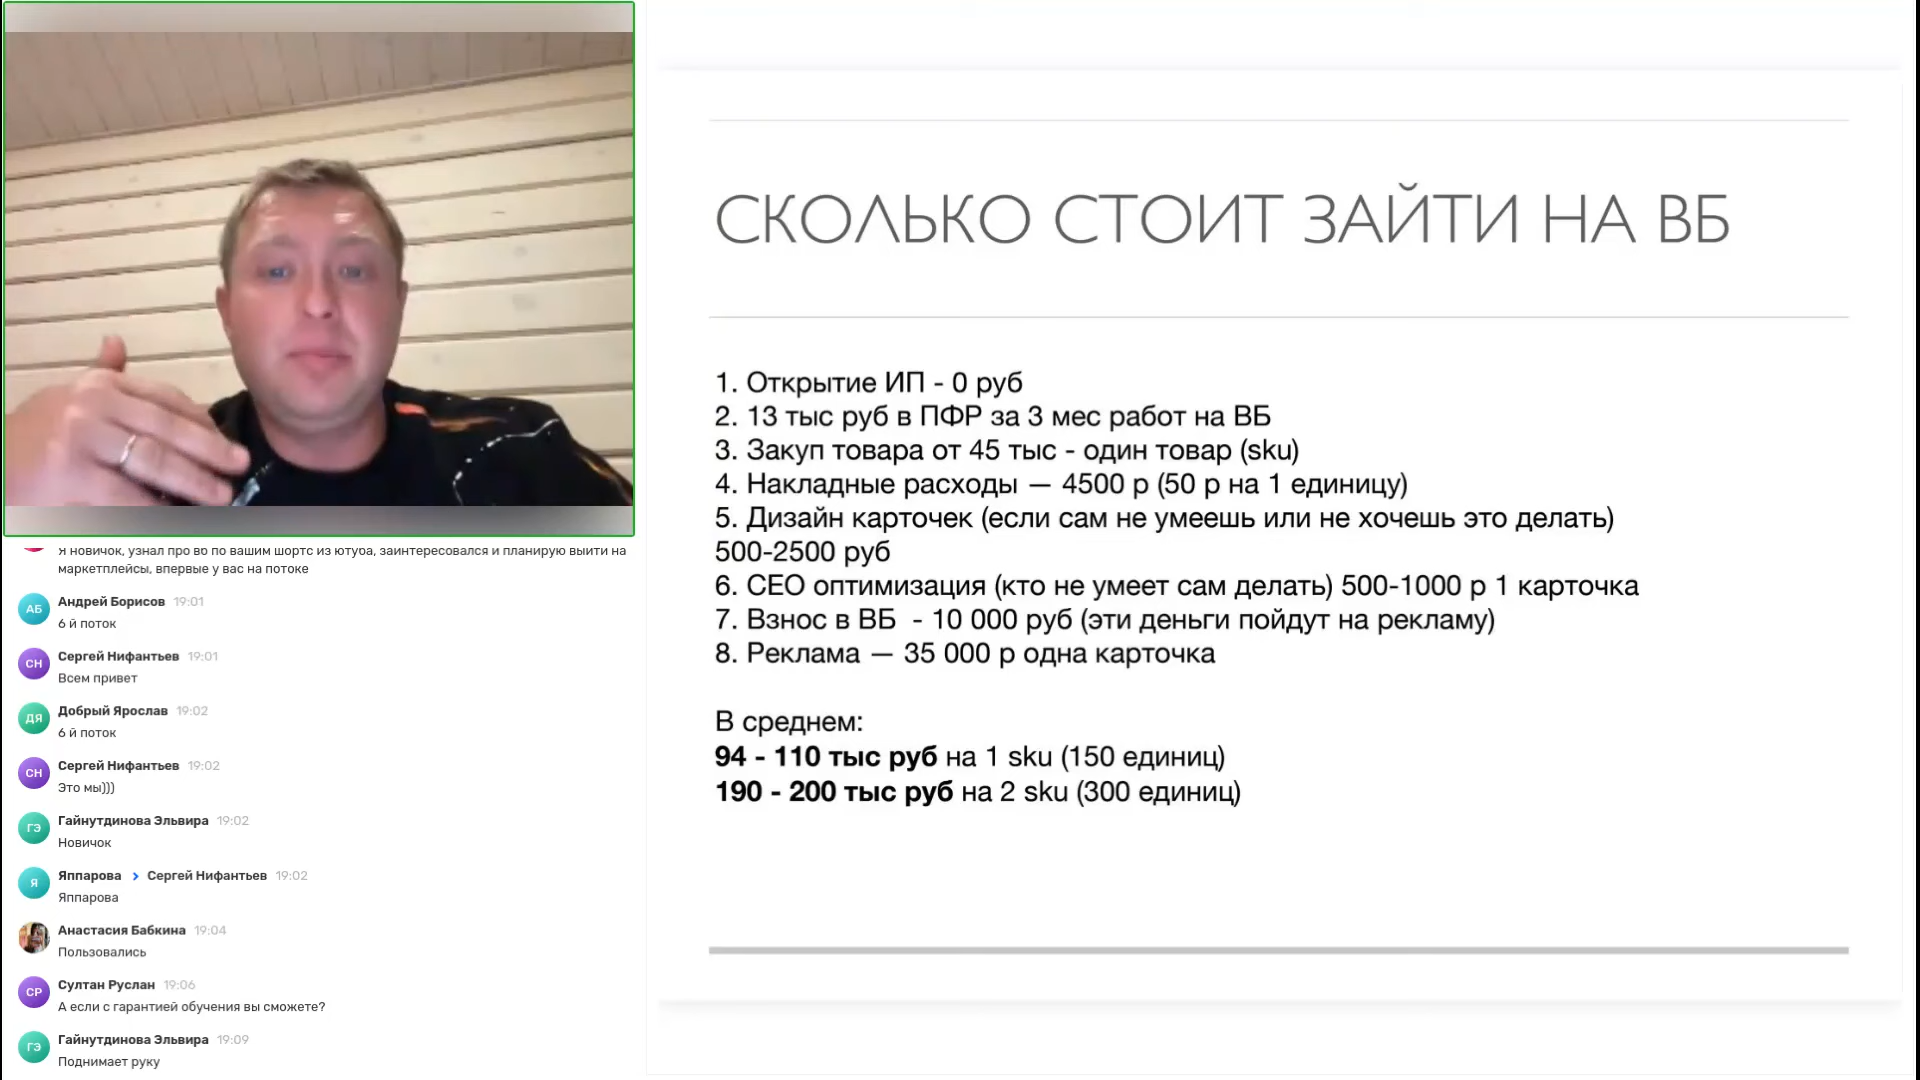 Я новичок, узнал про вб по вашим шортс из ютуба, заинтересовался и планирую выйти на
маркетплейсы, впервые у вас на потоке
АБ
Андрей Борисов 19:01
6 й поток
СН
Сергей Нифантьев 19:01
Всем привет
ДЯ
Добрый Ярослав 19:02
6 й поток
СН
Сергей Нифантьев 19:02
Это мы)))
ГЭ
Гайнутдинова Эльвира 19:02
Новичок
Я
Яппарова > Сергей Нифантьев 19:02
Яппарова
Анастасия Бабкина 19:04
Пользовались
СР
Султан Руслан 19:06
А если с гарантией обучения вы сможете?
ГЭ
Гайнутдинова Эльвира 19:09
Поднимает руку
СКОЛЬКО СТОИТ ЗАЙТИ НА ВБ
1. Открытие ИП - 0 руб
2. 13 тыс руб в ПФР за 3 мес работ на ВБ
3. Закуп товара от 45 тыс - один товар (sku)
4. Накладные расходы — 4500 р (50 р на 1 единицу)
5. Дизайн карточек (если сам не умеешь или не хочешь это делать)
500-2500 руб
6. СЕО оптимизация (кто не умеет сам делать) 500-1000 р 1 карточка
7. Взнос в ВБ  - 10 000 руб (эти деньги пойдут на рекламу)
8. Реклама — 35 000 р одна карточка
В среднем:
94 - 110 тыс руб на 1 sku (150 единиц)
190 - 200 тыс руб на 2 sku (300 единиц)